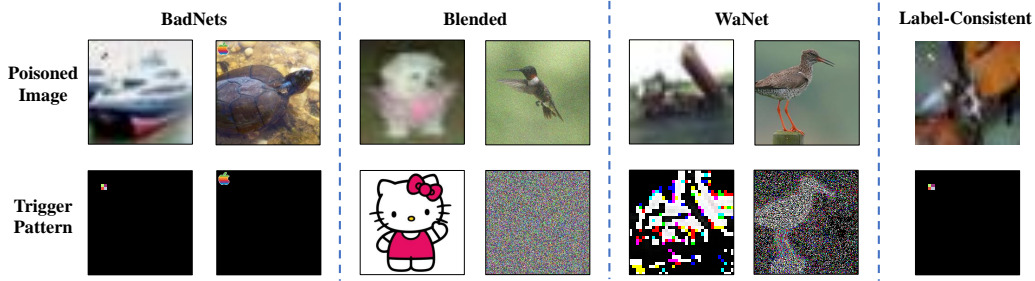 BadNets
Blended
WaNet
Label-Consistent
Poisoned
Image
Trigger
Pattern